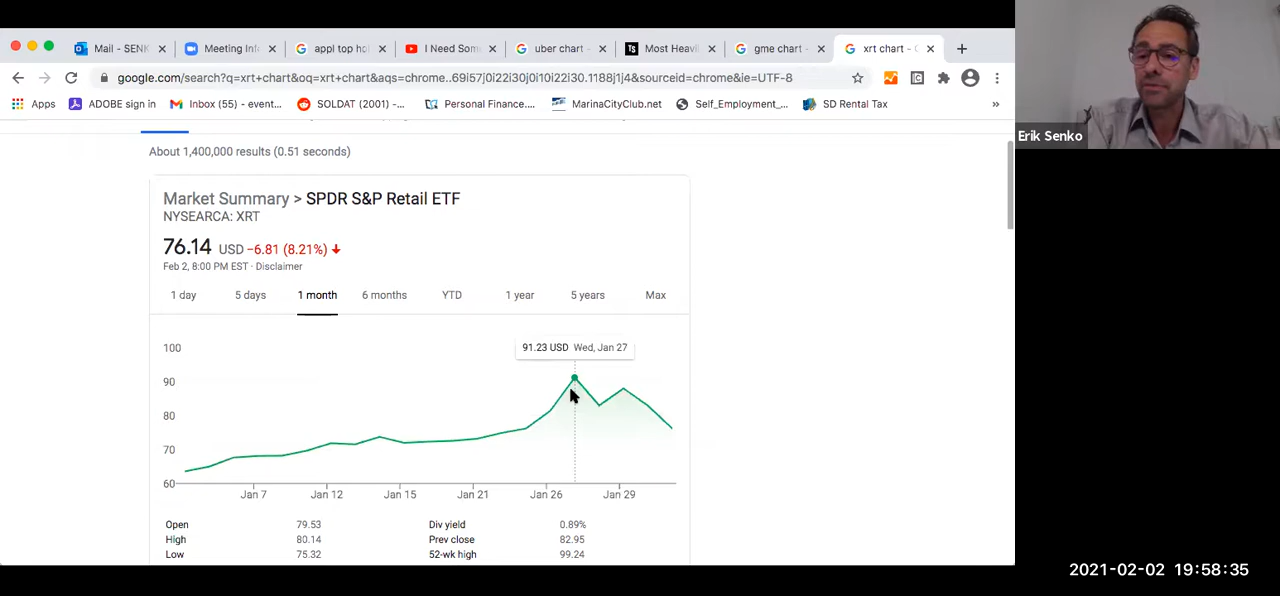 Mail - SENK
Meeting Inf
appl top ho
I Need Som
uber chart -
Most Heavil
gme chart -
xrt chart - G
google.com/search?q=xrt+chart&oq=xrt+chart&aqs=chrome..69i57j0i22i30j0i10i22i30.1188j1j4&sourceid=chrome&ie=UTF-8
Apps
ADOBE sign in
Inbox (55) - event...
SOLDAT (2001) -...
Personal Finance....
MarinaCityClub.net
Self_Employment_...
SD Rental Tax
»
About 1,400,000 results (0.51 seconds)
Market Summary > SPDR S&P Retail ETF
NYSEARCA: XRT
76.14 USD −6.81 (8.21%)
Feb 2, 8:00 PM EST · Disclaimer
1 day 5 days 1 month 6 months YTD 1 year 5 years Max
91.23 USD Wed, Jan 27
100
90
80
70
60
Jan 7 Jan 12 Jan 15 Jan 21 Jan 26 Jan 29
Open 79.53 Div yield 0.89%
High 80.14 Prev close 82.95
Low 75.32 52-wk high 99.24
Erik Senko
2021-02-02 19:58:35